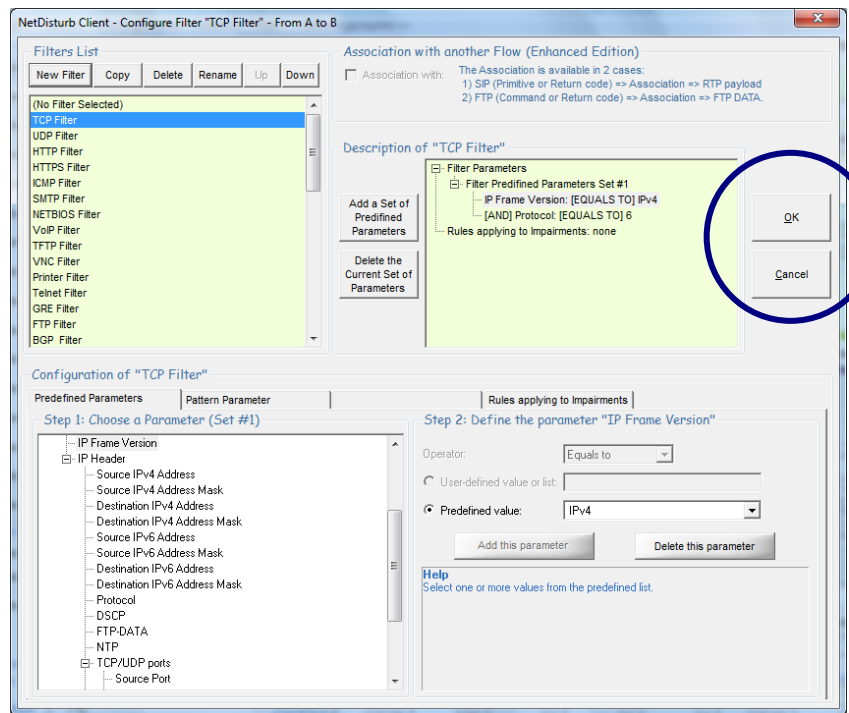 NetDisturb Client - Configure Filter "TCP Filter" - From A to B
Filters List
New Filter Copy Delete Rename Up Down
(No Filter Selected)
TCP Filter
UDP Filter
HTTP Filter
HTTPS Filter
ICMP Filter
SMTP Filter
NETBIOS Filter
VoIP Filter
TFTP Filter
VNC Filter
Printer Filter
Telnet Filter
GRE Filter
FTP Filter
BGP Filter
Association with another Flow (Enhanced Edition)
Association with:
The Association is available in 2 cases:
1) SIP (Primitive or Return code) => Association => RTP payload
2) FTP (Command or Return code) => Association => FTP DATA.
Description of "TCP Filter"
Add a Set of
Predifined
Parameters
Delete the
Current Set of
Parameters
Filter Parameters
Filter Predifined Parameters Set #1
IP Frame Version: [EQUALS TO] IPv4
[AND] Protocol: [EQUALS TO] 6
Rules applying to Impairments: none
OK
Cancel
Configuration of "TCP Filter"
Predefined Parameters Pattern Parameter Rules applying to Impairments
Step 1: Choose a Parameter (Set #1)
IP Frame Version
IP Header
Source IPv4 Address
Source IPv4 Address Mask
Destination IPv4 Address
Destination IPv4 Address Mask
Source IPv6 Address
Source IPv6 Address Mask
Destination IPv6 Address
Destination IPv6 Address Mask
Protocol
DSCP
FTP-DATA
NTP
TCP/UDP ports
Source Port
Step 2: Define the parameter "IP Frame Version"
Operator: Equals to
User-defined value or list:
Predefined value: IPv4
Add this parameter Delete this parameter
Help
Select one or more values from the predefined list.